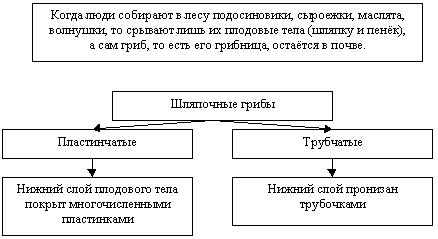 Когда люди собирают в лесу подосиновики, сыроежки, маслята,
волнушки, то срывают лишь их плодовые тела (шляпку и пенёк),
а сам гриб, то есть его грибница, остаётся в почве.
Шляпочные грибы
Пластинчатые
Трубчатые
Нижний слой плодового тела
покрыт многочисленными
пластинками
Нижний слой пронизан
трубочками